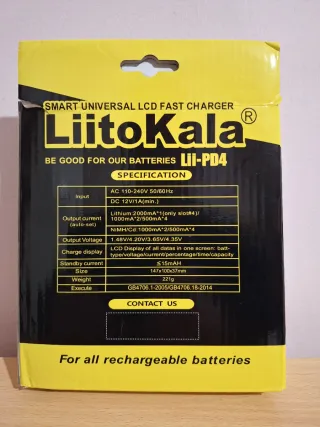 SMART UNIVERSAL LCD FAST CHARGER
LiitoKala®
BE GOOD FOR OUR BATTERIES Lii-PD4
SPECIFICATION
Input AC 110-240V 50/60Hz
DC 12V/1A(min.)
Output current (auto-set) Lithium 2000mA*1(only slot#4)/
1000mA*2/500mA*4
NiMH/Cd:1000mA*2/500mA*4
Output Voltage 1.48V/4.20V/3.65V/4.35V
Charge display LCD Display of all datas in one screen: batt-
type/voltage/current/percentage/time/capacity
Standby current ≤15mAH
Size 147x100x37mm
Weight 221g
Execute GB4706.1-2005/GB4706.18-2014
CONTACT US
For all rechargeable batteries